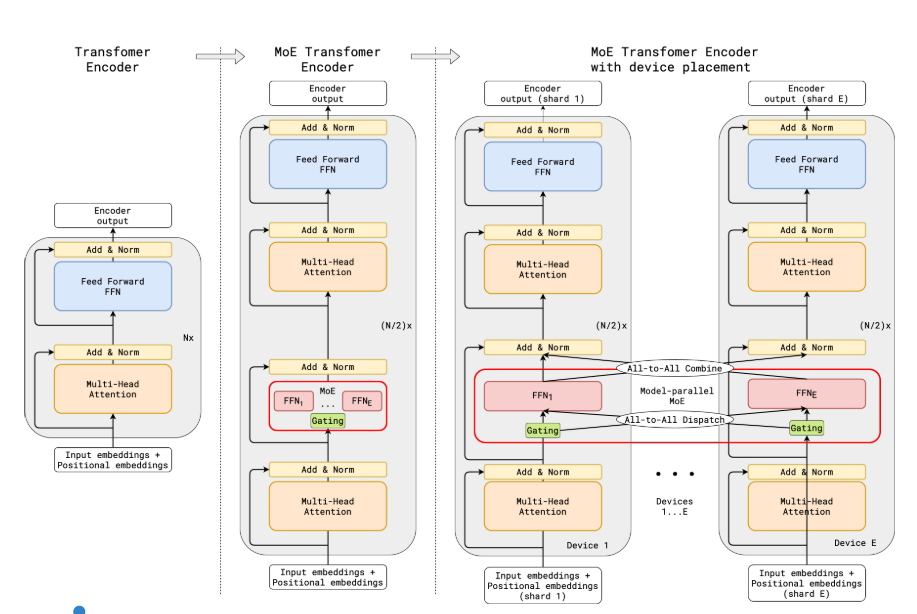 Transfomer
Encoder
Encoder
output
Add & Norm
Feed Forward
FFN
Add & Norm
Multi-Head
Attention
Nx
Input embeddings +
Positional embeddings
MoE Transfomer
Encoder
Encoder
output
Add & Norm
Feed Forward
FFN
Add & Norm
Multi-Head
Attention
(N/2)x
Add & Norm
MoE
FFN1
...
FFNE
Gating
Add & Norm
Multi-Head
Attention
Input embeddings +
Positional embeddings
MoE Transfomer Encoder
with device placement
Encoder
output (shard 1)
Add & Norm
Feed Forward
FFN
Add & Norm
Multi-Head
Attention
(N/2)x
Add & Norm
FFN1
Gating
Add & Norm
Multi-Head
Attention
Device 1
Input embeddings +
Positional embeddings
(shard 1)
All-to-All Combine
Model-parallel
MoE
All-to-All Dispatch
Devices
1...E
Encoder
output (shard E)
Add & Norm
Feed Forward
FFN
Add & Norm
Multi-Head
Attention
(N/2)x
Add & Norm
FFNE
Gating
Add & Norm
Multi-Head
Attention
Device E
Input embeddings +
Positional embeddings
(shard E)